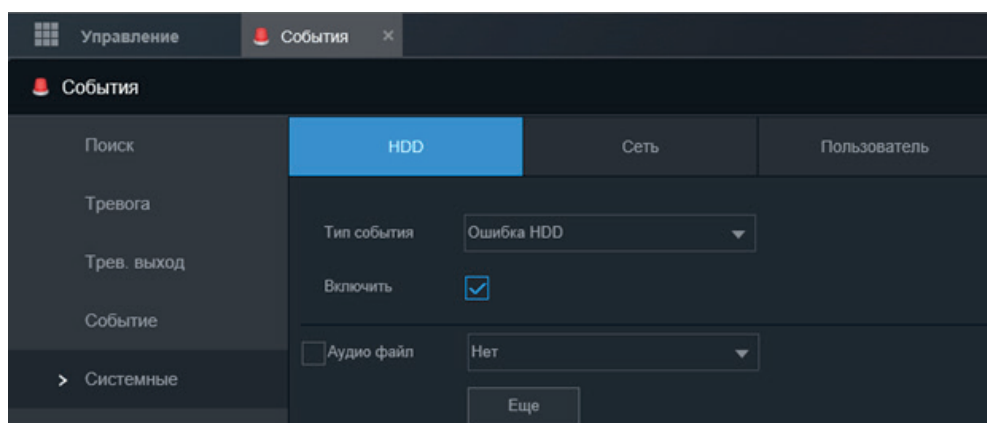 Управление
События ×
События
Поиск
Тревога
Трев. выход
Событие
> Системные
HDD
Сеть
Пользователь
Тип события
Ошибка HDD
Включить
Аудио файл
Нет
Еще